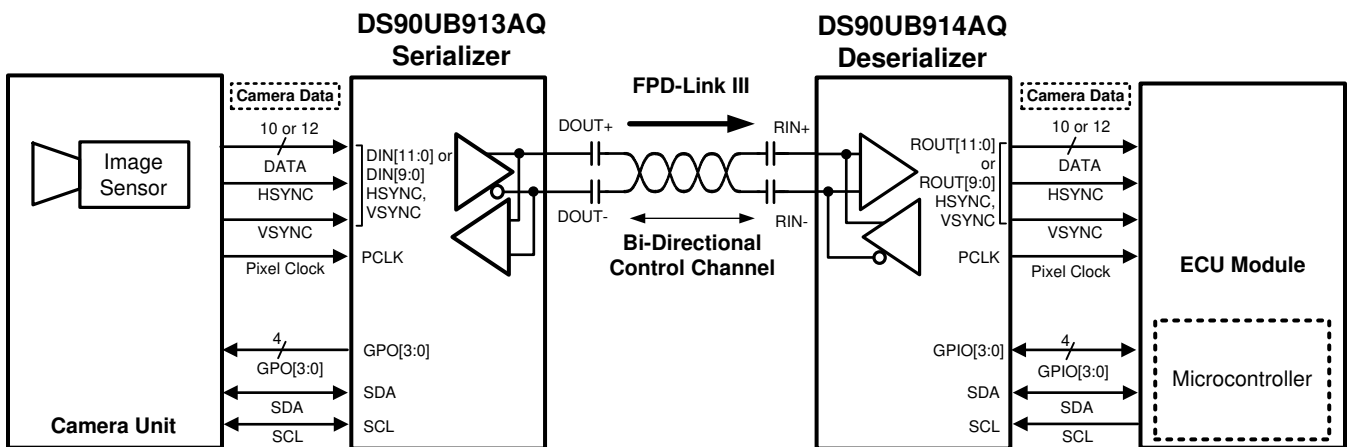 DS90UB913AQ
Serializer
DS90UB914AQ
Deserializer
Camera Data
10 or 12
DATA
HSYNC
VSYNC
Pixel Clock
Image
Sensor
4
GPO[3:0]
SDA
SCL
Camera Unit
DIN[11:0] or
DIN[9:0]
HSYNC,
VSYNC
PCLK
GPO[3:0]
SDA
SCL
FPD-Link III
DOUT+
DOUT-
RIN+
RIN-
Bi-Directional
Control Channel
ROUT[11:0]
or
ROUT[9:0]
HSYNC,
VSYNC
PCLK
GPIO[3:0]
SDA
SCL
Camera Data
10 or 12
DATA
HSYNC
VSYNC
Pixel Clock
4
GPIO[3:0]
SDA
SCL
ECU Module
Microcontroller